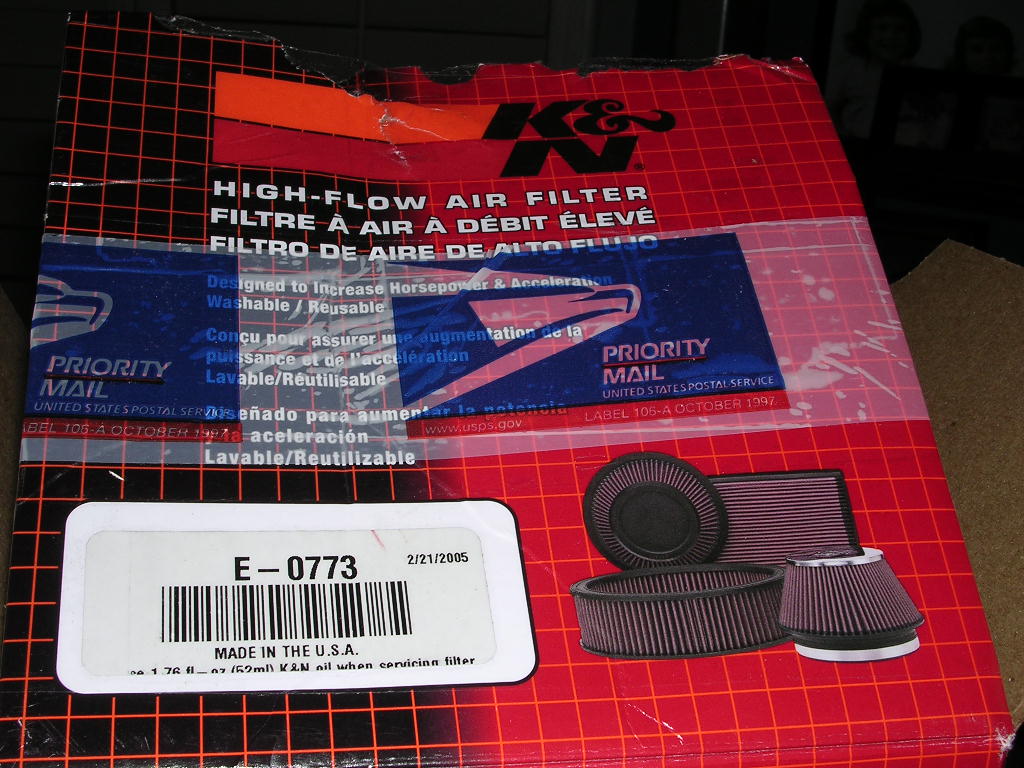 K&N®
HIGH-FLOW AIR FILTER
FILTRE À AIR À DÉBIT ÉLEVÉ
FILTRO DE AIRE DE ALTO FLUJO
Designed to Increase Horsepower & Acceleration
Washable / Reusable
Conçu pour assurer une augmentation de la
puissance et de l'accélération
Lavable/Réutilisable
Diseñado para aumentar la potencia
y la aceleración
Lavable/Reutilizable
PRIORITY
MAIL
UNITED STATES POSTAL SERVICE
BEL 106-A OCTOBER 1997
PRIORITY
MAIL
UNITED STATES POSTAL SERVICE
www.usps.gov LABEL 106-A OCTOBER 1997
E-0773 2/21/2005
MADE IN THE U.S.A.
se 1.76 fl-oz (52ml) K&N oil when servicing filter